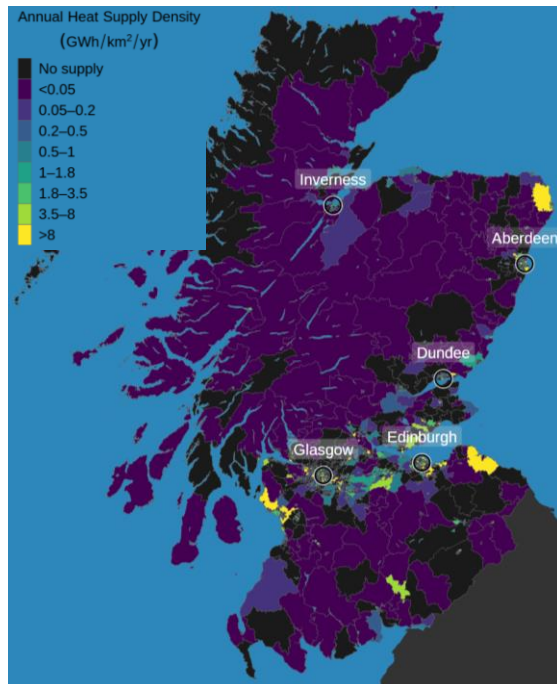 Annual Heat Supply Density
(GWh/km²/yr)
No supply
<0.05
0.05–0.2
0.2–0.5
0.5–1
1–1.8
1.8–3.5
3.5–8
>8
Inverness
Aberdeen
Dundee
Edinburgh
Glasgow